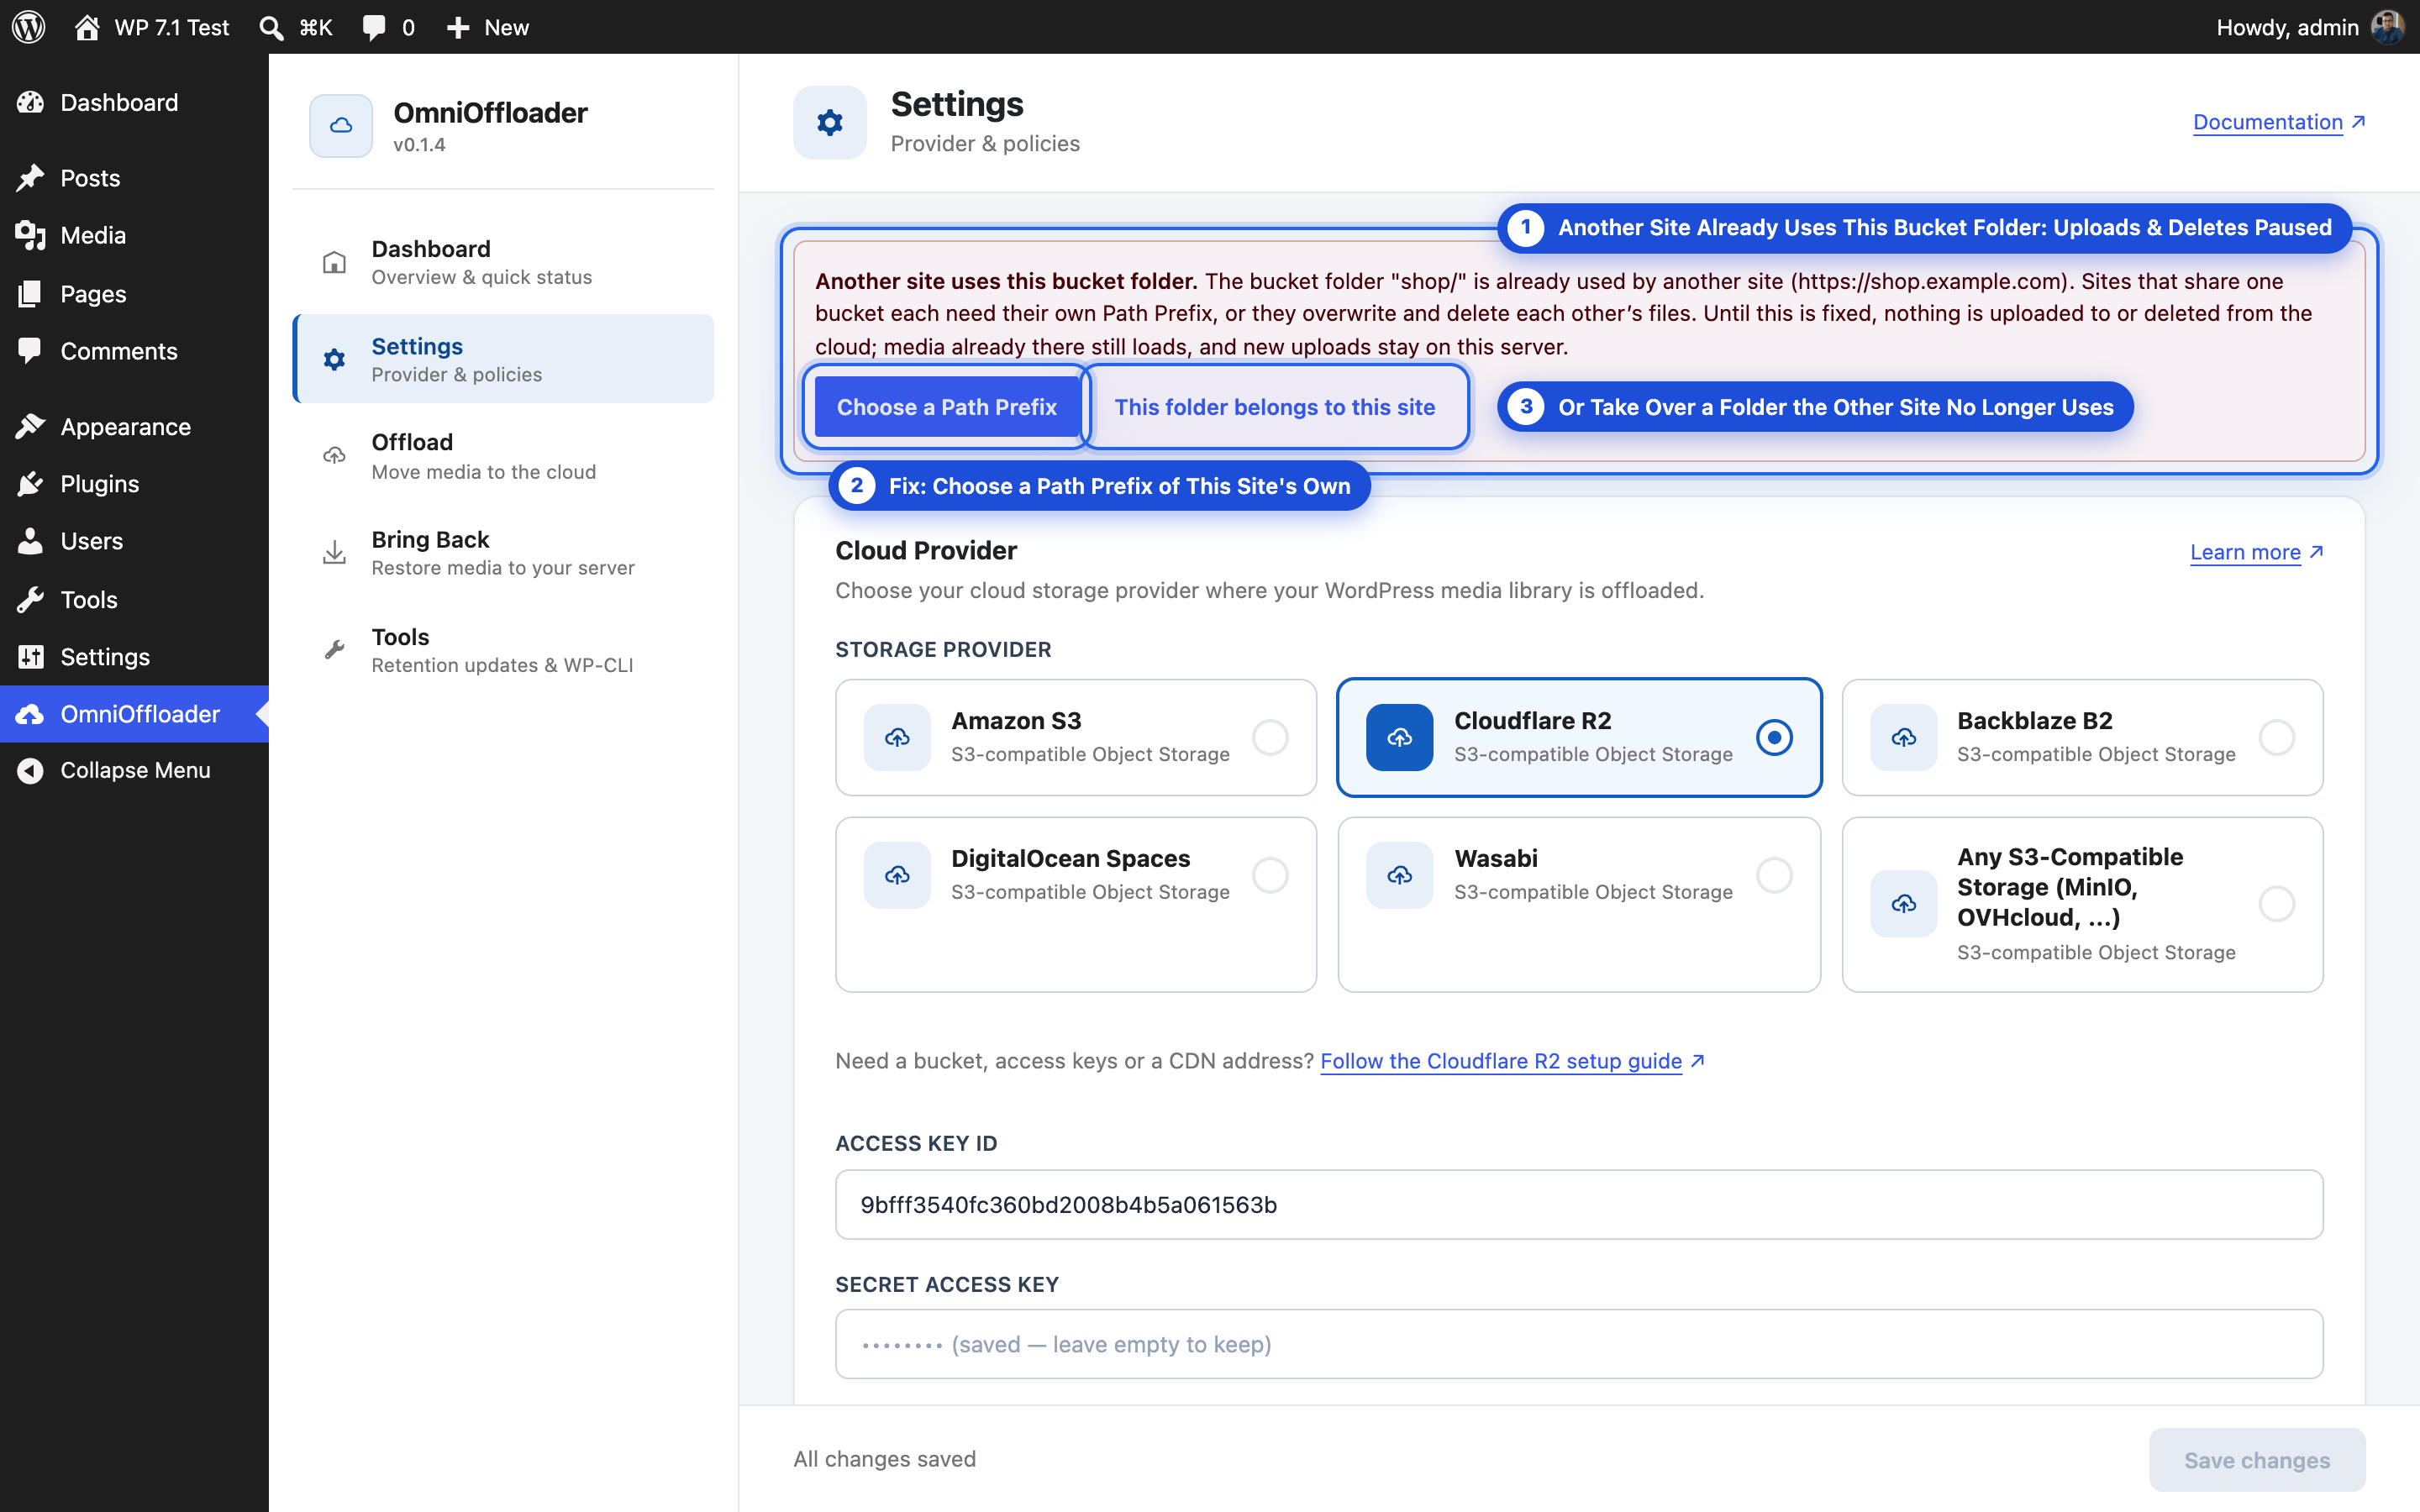 WP 7.1 Test
⌘K
0
New
Howdy, admin
Dashboard
Posts
Media
Pages
Comments
Appearance
Plugins
Users
Tools
Settings
OmniOffloader
Collapse Menu
OmniOffloader
v0.1.4
Dashboard
Overview & quick status
Settings
Provider & policies
Offload
Move media to the cloud
Bring Back
Restore media to your server
Tools
Retention updates & WP-CLI
Settings
Provider & policies
Documentation ↗
1 Another Site Already Uses This Bucket Folder: Uploads & Deletes Paused
Another site uses this bucket folder. The bucket folder "shop/" is already used by another site (https://shop.example.com). Sites that share one
bucket each need their own Path Prefix, or they overwrite and delete each other’s files. Until this is fixed, nothing is uploaded to or deleted from the
cloud; media already there still loads, and new uploads stay on this server.
Choose a Path Prefix
This folder belongs to this site
3 Or Take Over a Folder the Other Site No Longer Uses
2 Fix: Choose a Path Prefix of This Site's Own
Cloud Provider
Learn more ↗
Choose your cloud storage provider where your WordPress media library is offloaded.
STORAGE PROVIDER
Amazon S3
S3-compatible Object Storage
Cloudflare R2
S3-compatible Object Storage
Backblaze B2
S3-compatible Object Storage
DigitalOcean Spaces
S3-compatible Object Storage
Wasabi
S3-compatible Object Storage
Any S3-Compatible
Storage (MinIO,
OVHcloud, ...)
S3-compatible Object Storage
Need a bucket, access keys or a CDN address? Follow the Cloudflare R2 setup guide ↗
ACCESS KEY ID
9bfff3540fc360bd2008b4b5a061563b
SECRET ACCESS KEY
•••••••• (saved — leave empty to keep)
All changes saved
Save changes